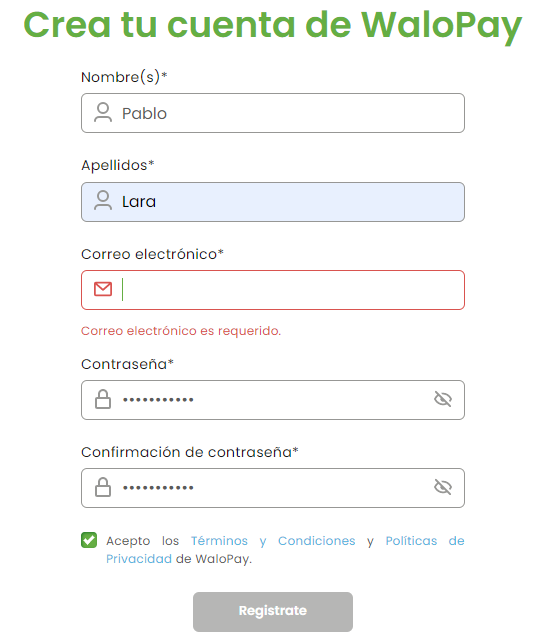 Crea tu cuenta de WaloPay
Nombre(s)*
Pablo
Apellidos*
Lara
Correo electrónico*
Correo electrónico es requerido.
Contraseña*
•••••••••••
Confirmación de contraseña*
•••••••••••
Acepto los Términos y Condiciones y Políticas de
Privacidad de WaloPay.
Registrate